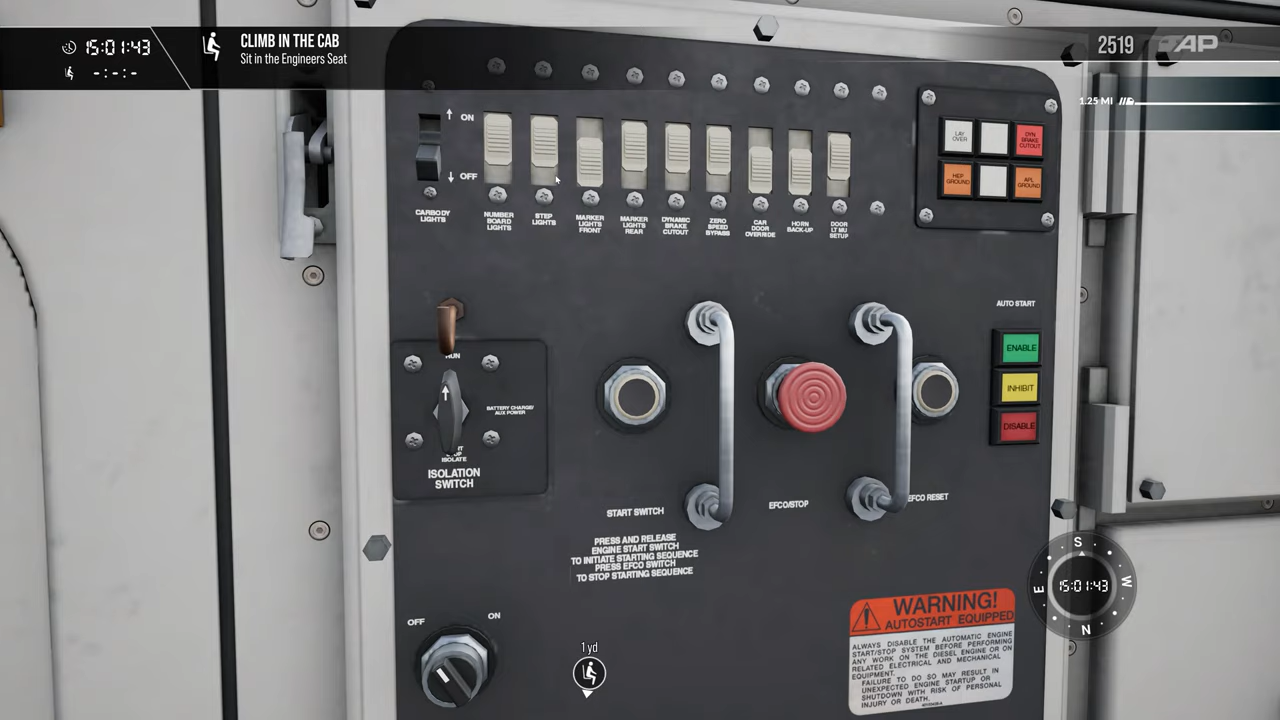 15:01:43
-:-:-
CLIMB IN THE CAB
Sit in the Engineers Seat
2519
AP
1.25 MI
ON
OFF
CARBODY
LIGHTS
NUMBER
BOARD
LIGHTS
STEP
LIGHTS
MARKER
LIGHTS
FRONT
MARKER
LIGHTS
REAR
DYNAMIC
BRAKE
CUTOUT
ZERO
SPEED
BYPASS
CAR
DOOR
OVERRIDE
HORN
BACK-UP
DOOR
LT MU
SETUP
LAY
OVER
DYN
BRAKE
CUTOUT
HEP
GROUND
APL
GROUND
RUN
BATTERY CHARGE/
AUX POWER
ISOLATE
ISOLATION
SWITCH
START SWITCH
PRESS AND RELEASE
ENGINE START SWITCH
TO INITIATE STARTING SEQUENCE
PRESS EFCO SWITCH
TO STOP STARTING SEQUENCE
EFCO/STOP
EFCO RESET
AUTO START
ENABLE
INHIBIT
DISABLE
OFF
ON
1 yd
S
E
W
15:01:43
N
WARNING!
AUTOSTART EQUIPPED
ALWAYS DISABLE THE AUTOMATIC ENGINE
START/STOP SYSTEM BEFORE PERFORMING
ANY WORK ON THE DIESEL ENGINE OR ON
RELATED ELECTRICAL AND MECHANICAL
EQUIPMENT.
FAILURE TO DO SO MAY RESULT IN
UNEXPECTED ENGINE STARTUP OR
SHUTDOWN WITH RISK OF PERSONAL
INJURY OR DEATH.